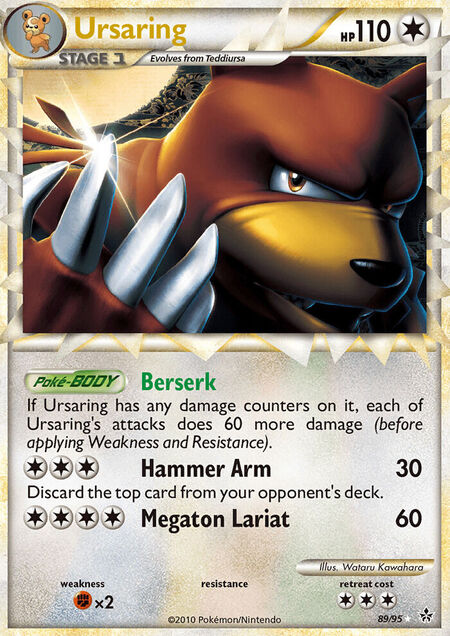 Ursaring
HP110
STAGE 1
Evolves from Teddiursa
Poké-BODY Berserk
If Ursaring has any damage counters on it, each of
Ursaring's attacks does 60 more damage (before
applying Weakness and Resistance).
Hammer Arm 30
Discard the top card from your opponent's deck.
Megaton Lariat 60
Illus. Wataru Kawahara
weakness resistance retreat cost
×2
©2010 Pokémon/Nintendo
89/95 ★